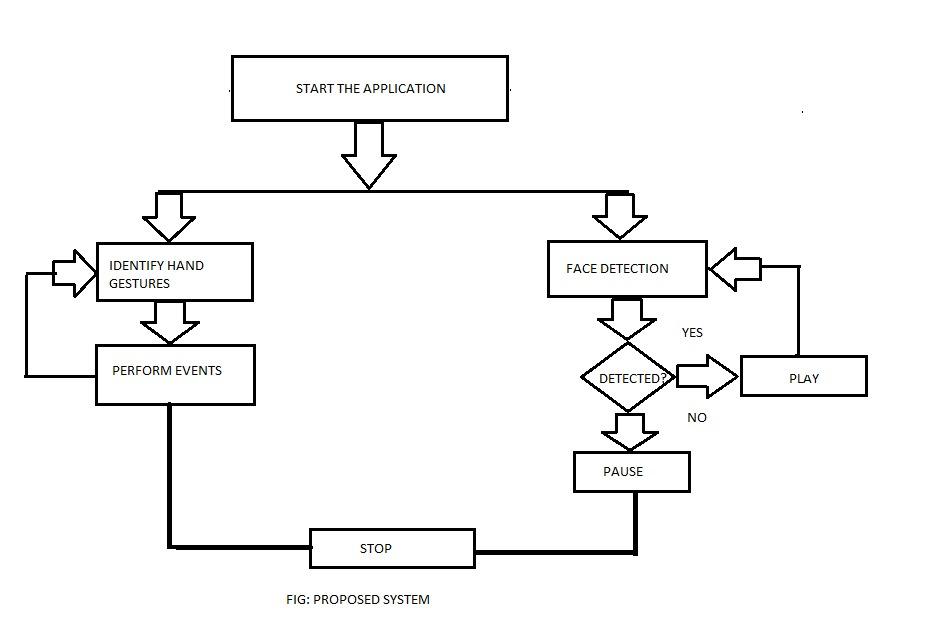 START THE APPLICATION
IDENTIFY HAND
GESTURES
FACE DETECTION
YES
PERFORM EVENTS
DETECTED?
PLAY
NO
PAUSE
STOP
FIG: PROPOSED SYSTEM